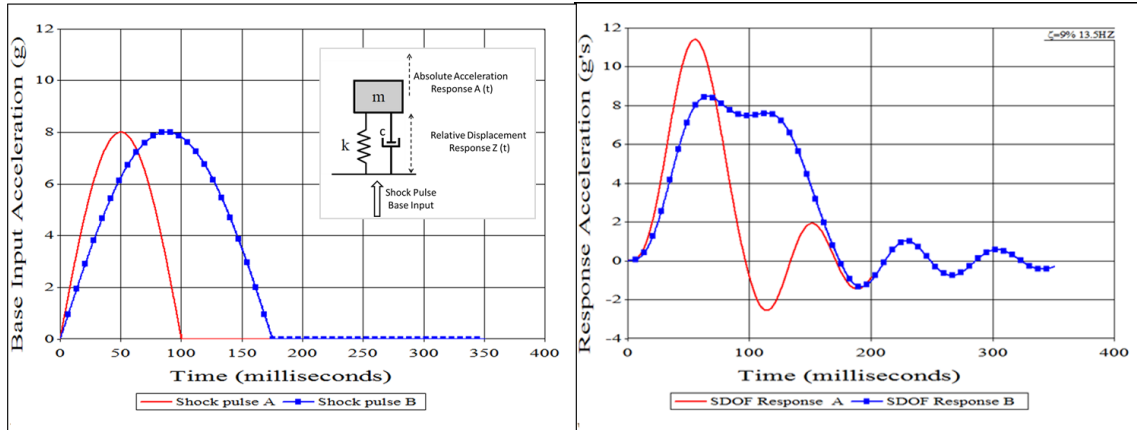 Base Input Acceleration (g)
12
10
8
6
4
2
0
0 50 100 150 200 250 300 350 400
Time (milliseconds)
Shock pulse A Shock pulse B
m
k
c
Absolute Acceleration
Response A (t)
Relative Displacement
Response Z (t)
Shock Pulse
Base Input
Response Acceleration (g's)
12
10
8
6
4
2
0
-2
-4
0 100 200 300 400
ζ=9% 13.5HZ
Time (milliseconds)
SDOF Response A SDOF Response B